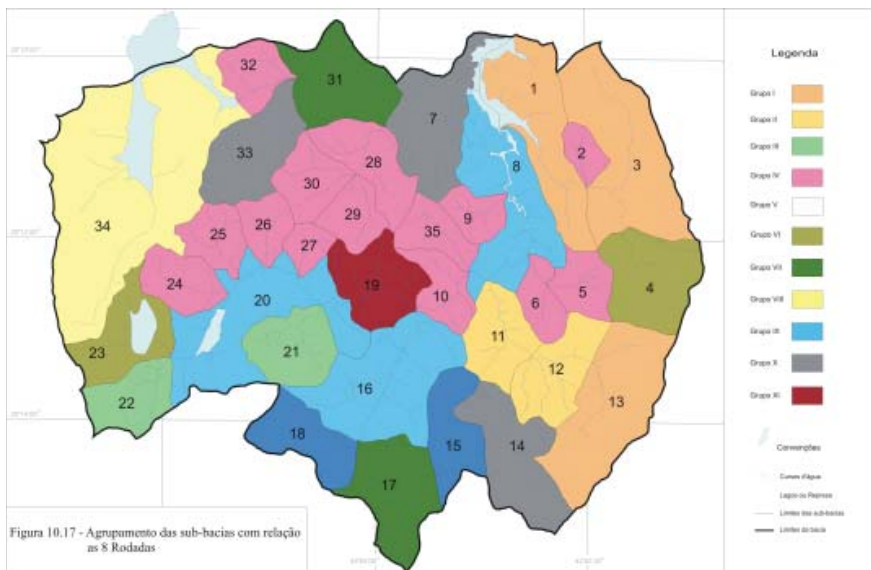 Legenda
Grupo I
Grupo II
Grupo III
Grupo IV
Grupo V
Grupo VI
Grupo VII
Grupo VIII
Grupo IX
Grupo X
Grupo XI
Convenções
Cursos d'água
Lagos ou Represas
Limites das sub-bacias
Limites da bacia
32
31
1
7
33
28
8
2
3
30
9
34
25
26
29
35
27
24
19
10
6
5
4
20
11
23
21
12
16
22
13
18
15
14
17
Figura 10.17 - Agrupamento das sub-bacias com relação
as 8 Rodadas